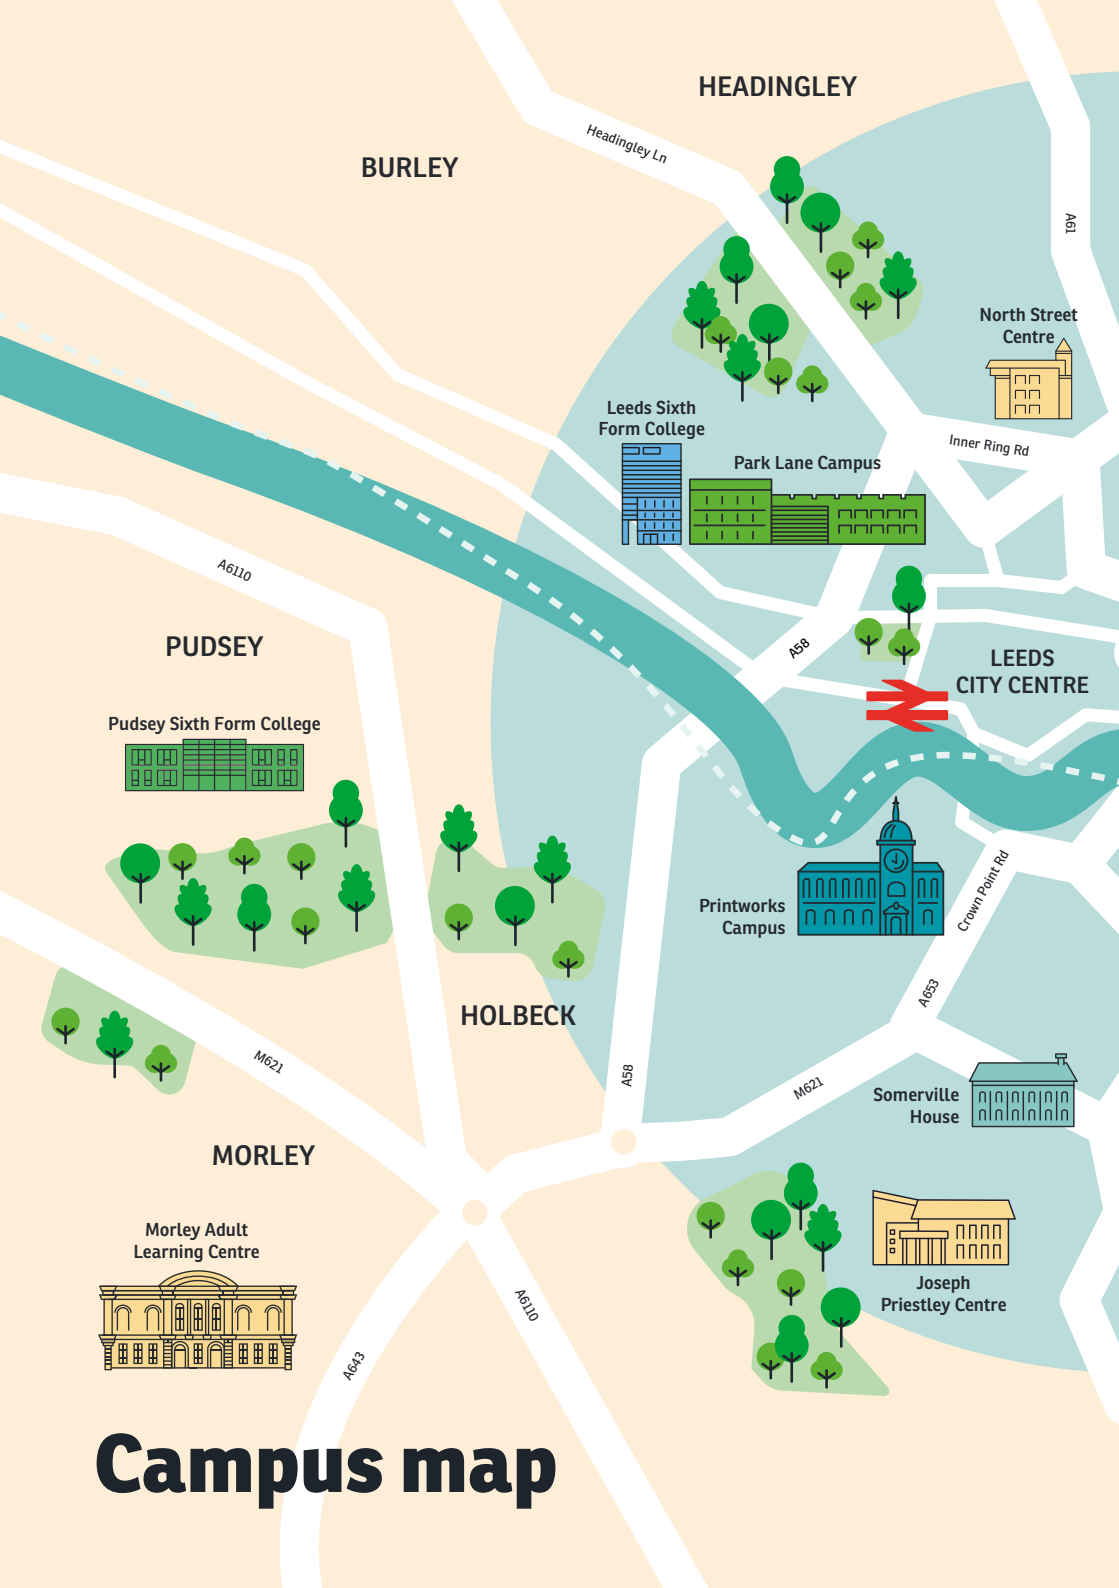 HEADINGLEY
Headingley Ln
BURLEY
A61
North Street
Centre
Leeds Sixth
Form College
Inner Ring Rd
Park Lane Campus
A6110
PUDSEY
A58
LEEDS
CITY CENTRE
Pudsey Sixth Form College
Printworks
Campus
Crown Point Rd
A653
HOLBECK
M621
A58
M621
Somerville
House
MORLEY
Morley Adult
Learning Centre
Joseph
Priestley Centre
A6110
A643
Campus map